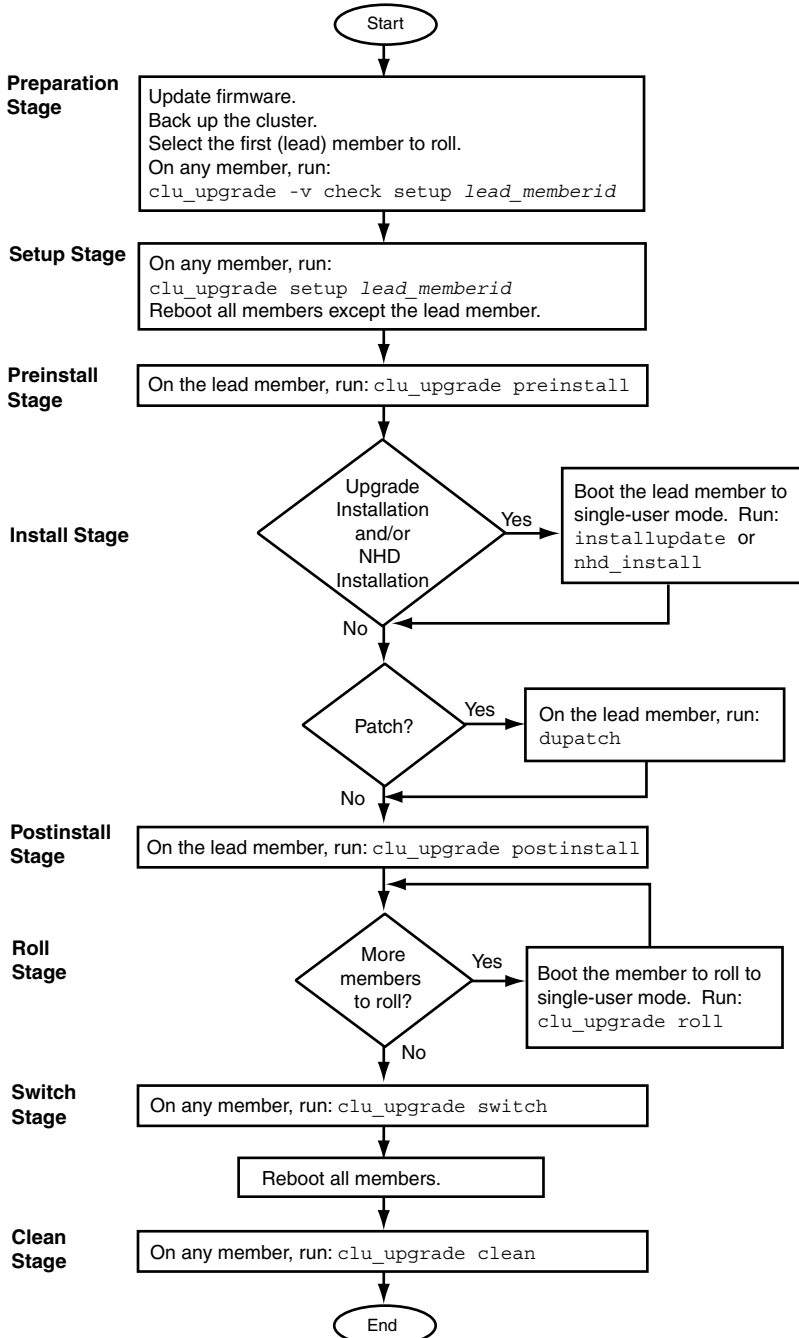 Start
Preparation
Stage
Update firmware.
Back up the cluster.
Select the first (lead) member to roll.
On any member, run:
clu_upgrade -v check setup lead_memberid
Setup Stage
On any member, run:
clu_upgrade setup lead_memberid
Reboot all members except the lead member.
Preinstall
Stage
On the lead member, run: clu_upgrade preinstall
Install Stage
Upgrade
Installation
and/or
NHD
Installation
Yes
Boot the lead member to
single-user mode. Run:
installupdate or
nhd_install
No
Patch?
Yes
On the lead member, run:
dupatch
No
Postinstall
Stage
On the lead member, run: clu_upgrade postinstall
Roll
Stage
More
members
to roll?
Yes
Boot the member to roll to
single-user mode. Run:
clu_upgrade roll
No
Switch
Stage
On any member, run: clu_upgrade switch
Reboot all members.
Clean
Stage
On any member, run: clu_upgrade clean
End